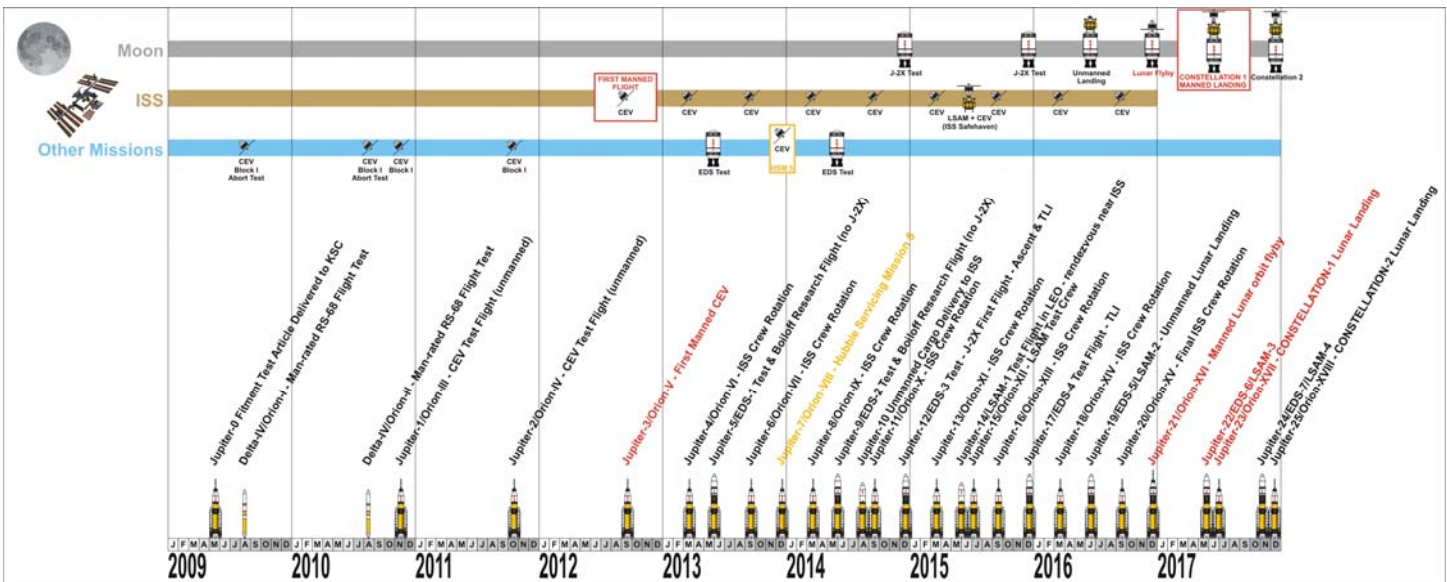 Moon
J-2X Test
J-2X Test
Unmanned
Landing
Lunar Flyby
CONSTELLATION 1
MANNED LANDING
Constellation 2
ISS
FIRST MANNED
FLIGHT
CEV
CEV
CEV
CEV
CEV
CEV
LSAM + CEV
(ISS Safehaven)
CEV
CEV
CEV
Other Missions
CEV
Block I
Abort Test
CEV
Block I
Abort Test
CEV
Block I
CEV
Block I
EDS Test
CEV
EDS Test
Jupiter-0 Fitment Test Article Delivered to KSC
Delta-IV/Orion-I - Man-rated RS-68 Flight Test
Delta-IV/Orion-II - Man-rated RS-68 Flight Test
Jupiter-1/Orion-III - CEV Test Flight (unmanned)
Jupiter-2/Orion-IV - CEV Test Flight (unmanned)
Jupiter-3/Orion-V - First Manned CEV
Jupiter-4/Orion-VI - ISS Crew Rotation
Jupiter-5/EDS-1 Test & Boiloff Research Flight (no J-2X)
Jupiter-6/Orion-VII - ISS Crew Rotation
Jupiter-7/Orion-VIII - Hubble Servicing Mission 5
Jupiter-8/Orion-IX - ISS Crew Rotation
Jupiter-9/EDS-2 Test & Boiloff Research Flight (no J-2X)
Jupiter-10 Unmanned Cargo Delivery to ISS
Jupiter-11/Orion-X - ISS Crew Rotation
Jupiter-12/EDS-3 Test - J-2X First Flight - Ascent & TLI
Jupiter-13/Orion-XI - ISS Crew Rotation
Jupiter-14/LSAM-1 Test Flight in LEO - rendezvous near ISS
Jupiter-15/Orion-XII - LSAM Test Crew
Jupiter-16/Orion-XIII - ISS Crew Rotation
Jupiter-17/EDS-4 Test Flight - TLI
Jupiter-18/Orion-XIV - ISS Crew Rotation
Jupiter-19/EDS-5/LSAM-2 - Unmanned Lunar Landing
Jupiter-20/Orion-XV - Final ISS Crew Rotation
Jupiter-21/Orion-XVI - Manned Lunar orbit flyby
Jupiter-22/EDS-6/LSAM-3
Jupiter-23/Orion-XVII - CONSTELLATION-1 Lunar Landing
Jupiter-24/EDS-7/LSAM-4
Jupiter-25/Orion-XVIII - CONSTELLATION-2 Lunar Landing
J F M A M J J A S O N D J F M A M J J A S O N D J F M A M J J A S O N D J F M A M J J A S O N D J F M A M J J A S O N D J F M A M J J A S O N D J F M A M J J A S O N D J F M A M J J A S O N D J F M A M J J A S O N D
2009 2010 2011 2012 2013 2014 2015 2016 2017